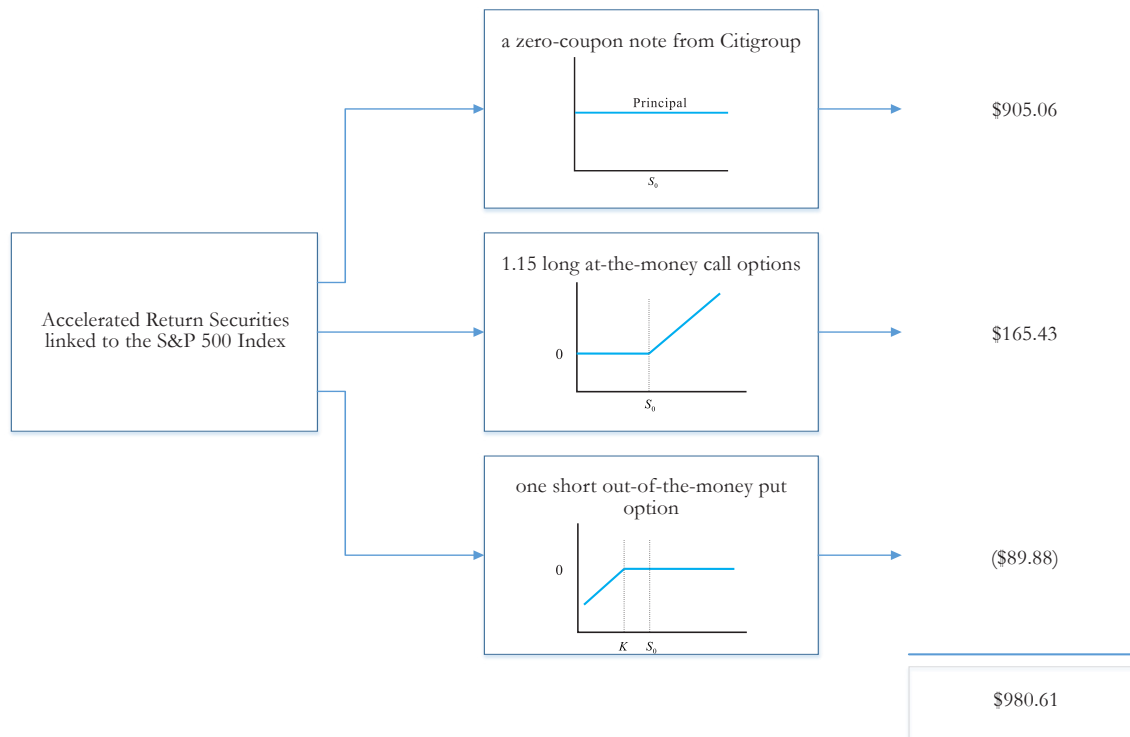 a zero-coupon note from Citigroup
Principal
S₀
$905.06
Accelerated Return Securities
linked to the S&P 500 Index
1.15 long at-the-money call options
0
S₀
$165.43
one short out-of-the-money put
option
0
K S₀
($89.88)
$980.61